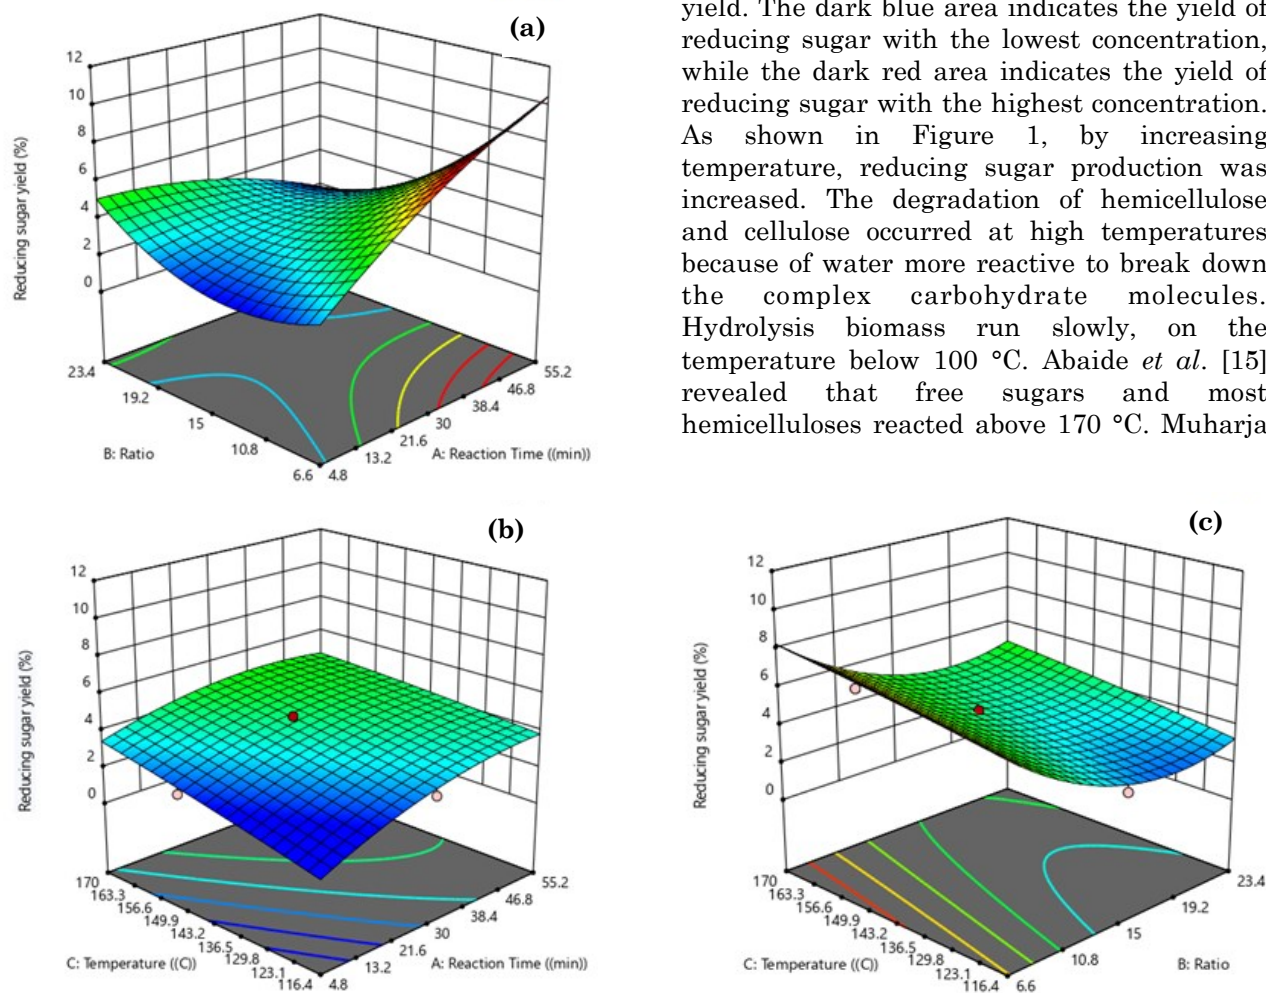 (a)
12
10
8
6
4
2
0
Reducing sugar yield (%)
23.4
19.2
15
10.8
6.6
B: Ratio
4.8
13.2
21.6
30
38.4
46.8
55.2
A: Reaction Time ((min))
yield. The dark blue area indicates the yield of
reducing sugar with the lowest concentration,
while the dark red area indicates the yield of
reducing sugar with the highest concentration.
As shown in Figure 1, by increasing
temperature, reducing sugar production was
increased. The degradation of hemicellulose
and cellulose occurred at high temperatures
because of water more reactive to break down
the complex carbohydrate molecules.
Hydrolysis biomass run slowly, on the
temperature below 100 °C. Abaide et al. [15]
revealed that free sugars and most
hemicelluloses reacted above 170 °C. Muharja
(b)
12
10
8
6
4
2
0
Reducing sugar yield (%)
170
163.3
156.6
149.9
143.2
136.5
129.8
123.1
116.4
C: Temperature ((C))
4.8
13.2
21.6
30
38.4
46.8
55.2
A: Reaction Time ((min))
(c)
12
10
8
6
4
2
0
Reducing sugar yield (%)
170
163.3
156.6
149.9
143.2
136.5
129.8
123.1
116.4
C: Temperature ((C))
6.6
10.8
15
19.2
23.4
B: Ratio